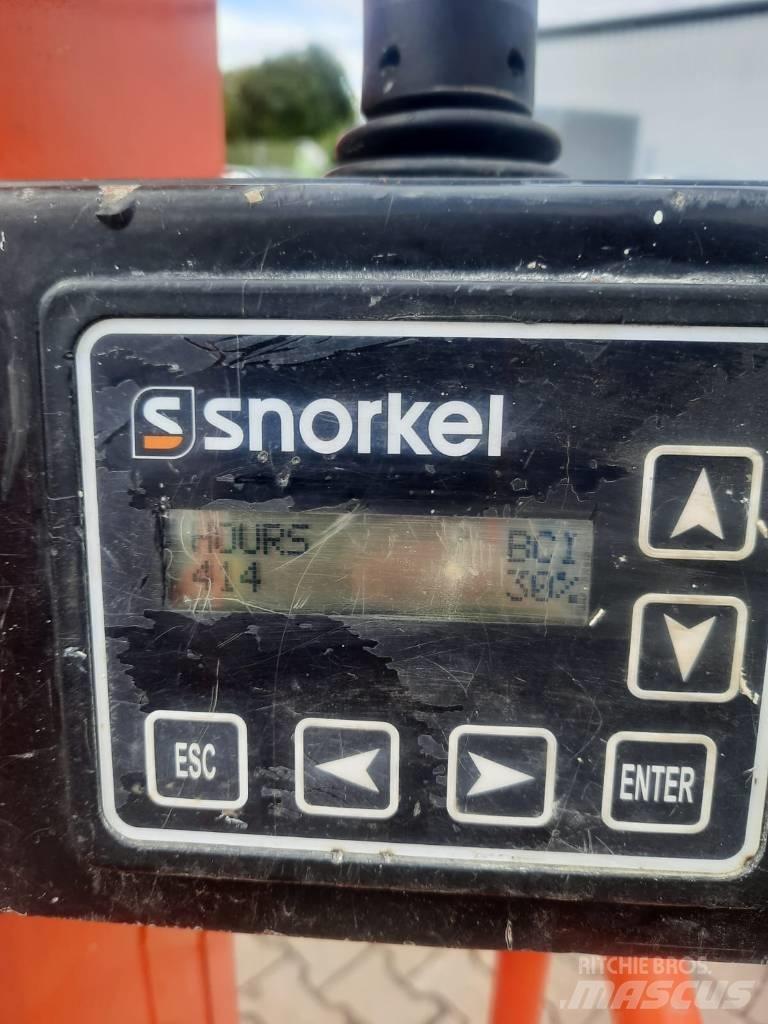 snorkel
HOURS BCI
414 30%
ESC ENTER
RITCHIE BROS.
MASCUS